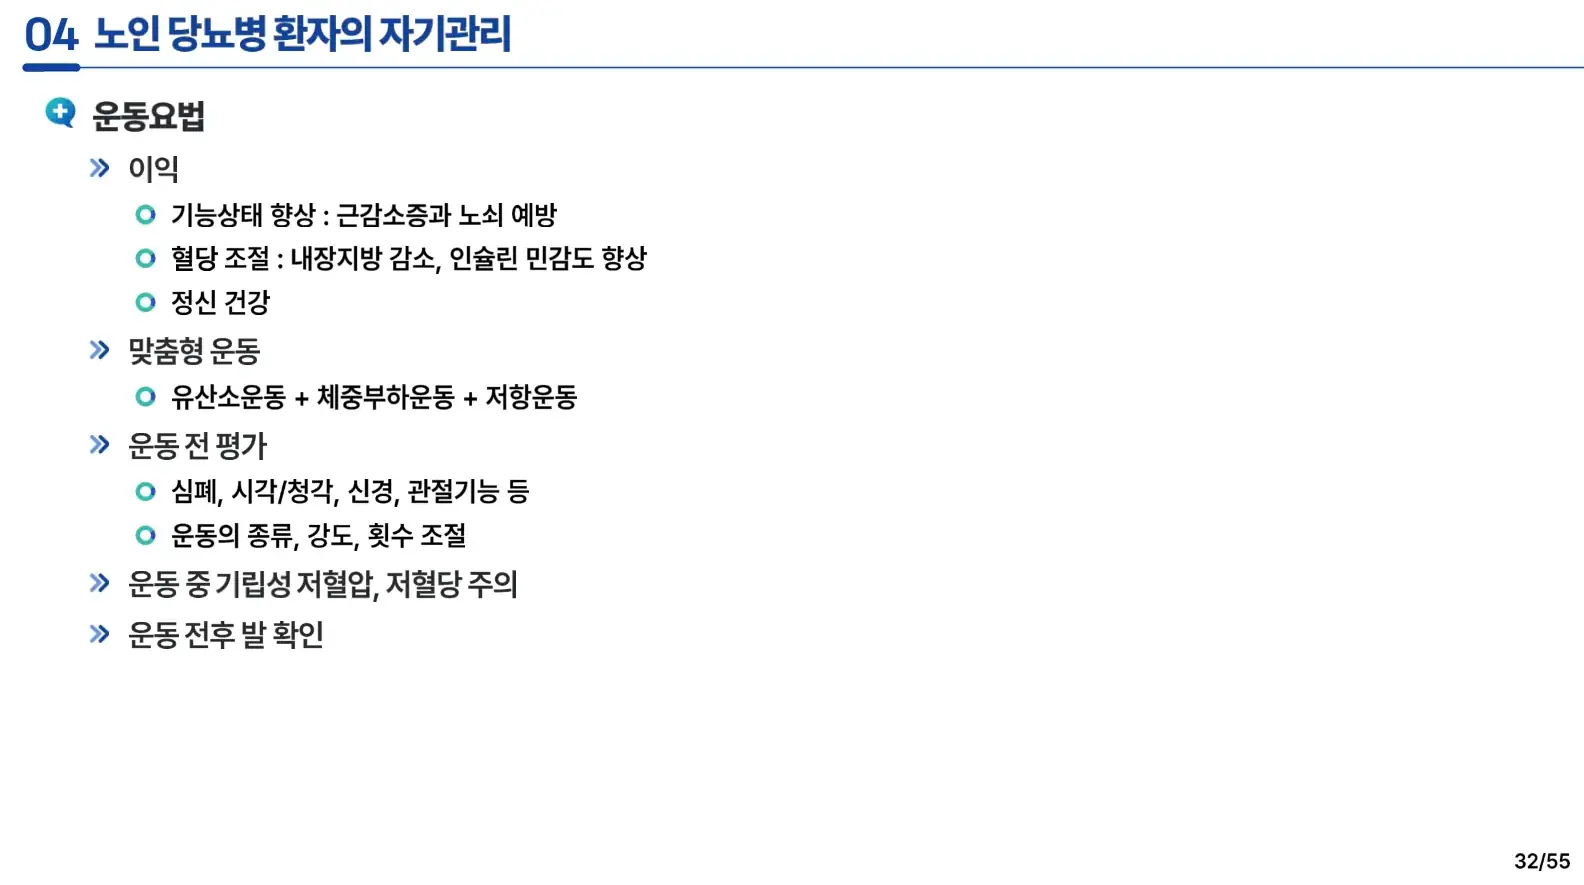 04 노인 당뇨병 환자의 자기관리
운동요법
이익
기능상태 향상 : 근감소증과 노쇠 예방
혈당 조절 : 내장지방 감소, 인슐린 민감도 향상
정신 건강
맞춤형 운동
유산소운동 + 체중부하운동 + 저항운동
운동 전 평가
심폐, 시각/청각, 신경, 관절기능 등
운동의 종류, 강도, 횟수 조절
운동 중 기립성 저혈압, 저혈당 주의
운동 전후 발 확인
32/55